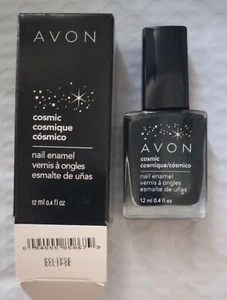 AVON
cosmic
cosmique
cósmico
nail enamel
vernis à ongles
esmalte de uñas
12 ml 0.4 fl oz
ECLIPSE
AVON
cosmic
cosmique/cósmico
nail enamel
vernis à ongles
esmalte de uñas
12 ml 0.4 fl oz